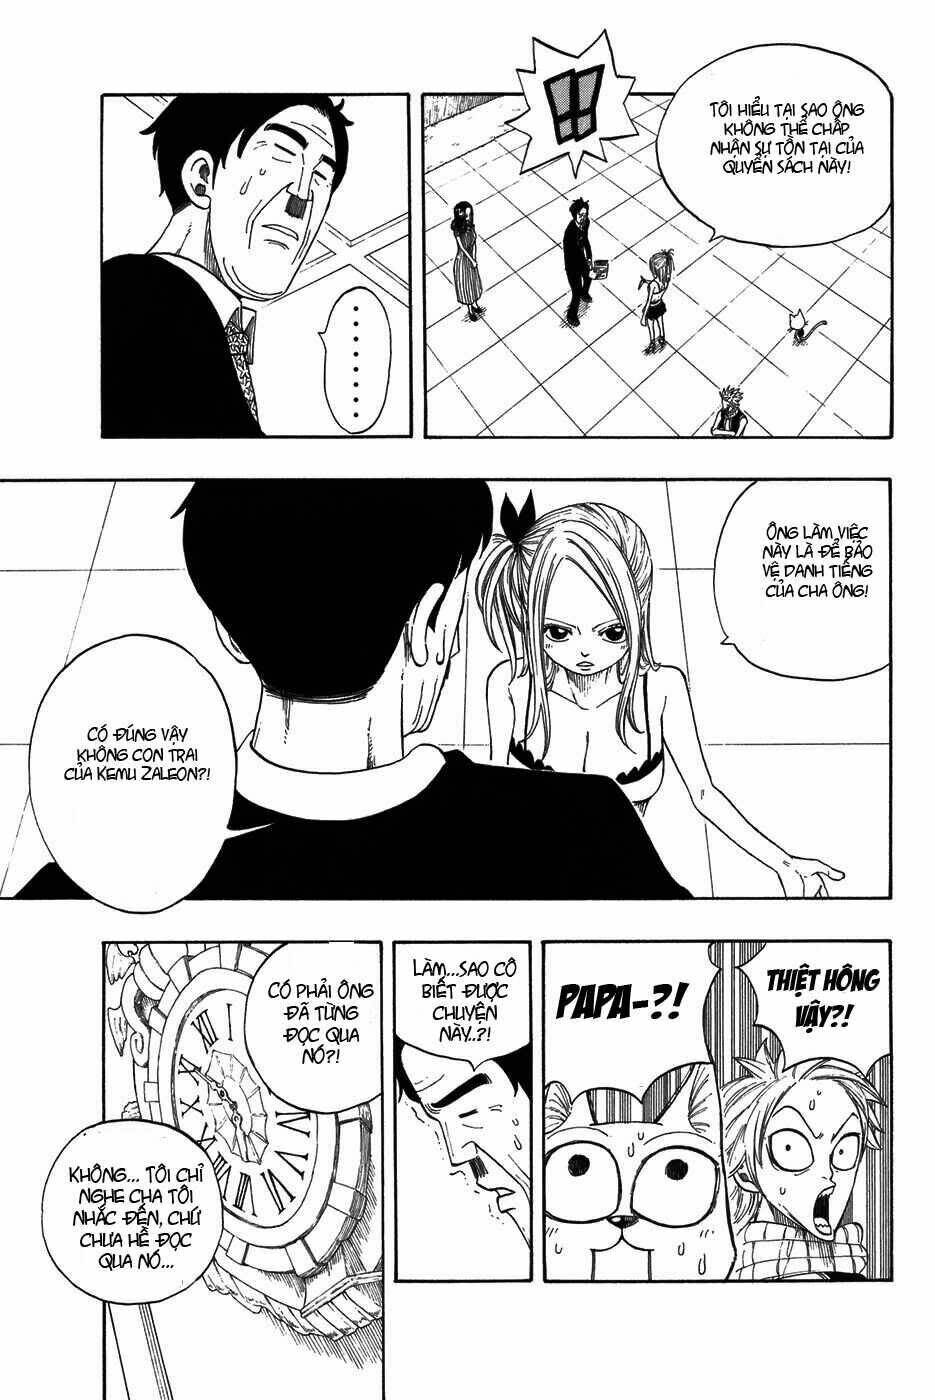 TÔI HIỂU TẠI SAO ÔNG
KHÔNG THỂ CHẤP
NHẬN SỰ TỒN TẠI CỦA
QUYỂN SÁCH NÀY!
!!
......
ÔNG LÀM VIỆC
NÀY LÀ ĐỂ BẢO
VỆ DANH TIẾNG
CỦA CHA ÔNG!
CÓ ĐÚNG VẬY
KHÔNG CON TRAI
CỦA KEMU ZALEON?!
THIỆT HÔNG
VẬY?!
PAPA-?!
LÀM...SAO CÔ
BIẾT ĐƯỢC
CHUYỆN
NÀY..?!
CÓ PHẢI ÔNG
ĐÃ TỪNG
ĐỌC QUA
NÓ?!
KHÔNG... TÔI CHỈ
NGHE CHA TÔI
NHẮC ĐẾN, CHỨ
CHƯA HỀ ĐỌC
QUA NÓ...